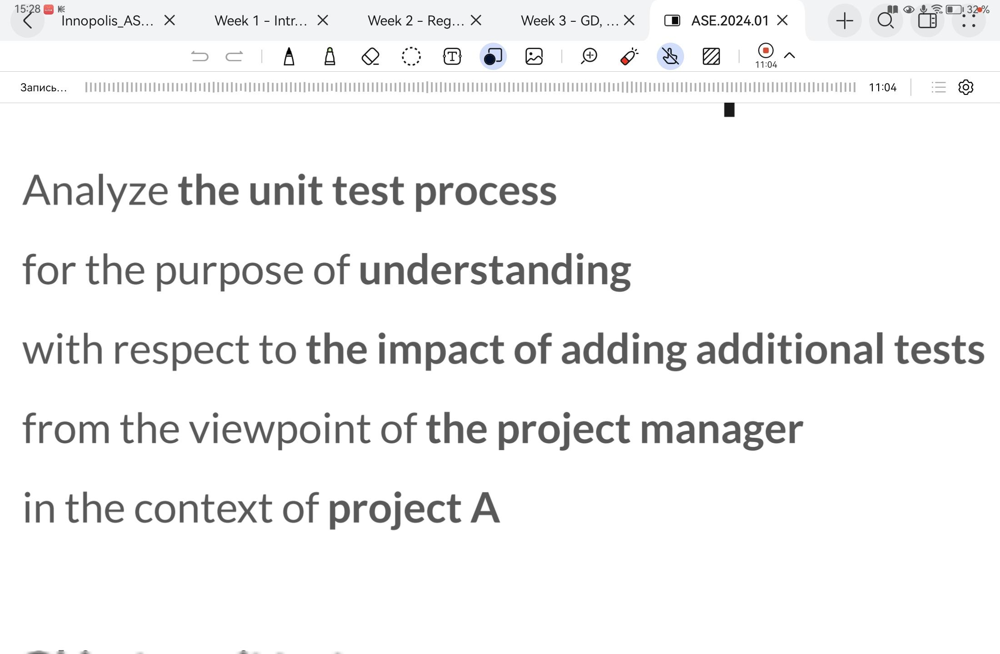 15:28
32%
Innopolis_AS...
Week 1 - Intr...
Week 2 - Reg...
Week 3 - GD, ...
ASE.2024.01
11:04
Запись...
11:04
Analyze the unit test process
for the purpose of understanding
with respect to the impact of adding additional tests
from the viewpoint of the project manager
in the context of project A